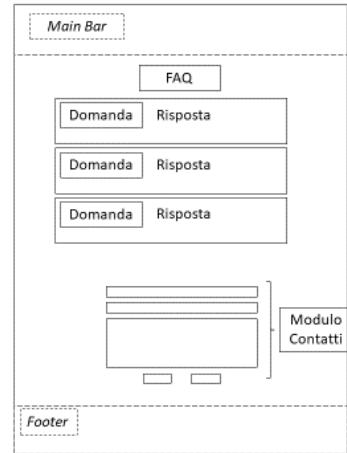 Main Bar
FAQ
Domanda Risposta
Domanda Risposta
Domanda Risposta
Modulo
Contatti
Footer